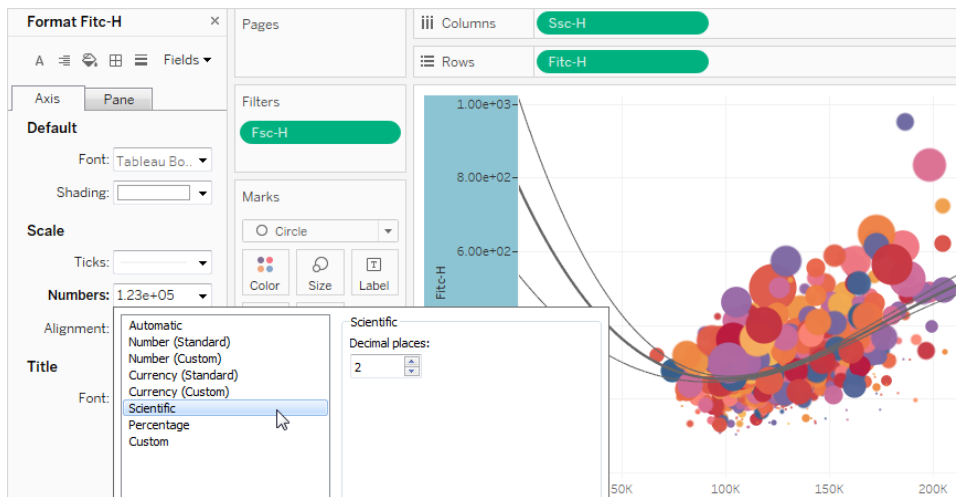 Format Fitc-H ×
A Fields
Axis Pane
Default
Font: Tableau Bo..
Shading:
Scale
Ticks:
Numbers: 1.23e+05
Alignment:
Title
Font:
Automatic
Number (Standard)
Number (Custom)
Currency (Standard)
Currency (Custom)
Scientific
Percentage
Custom
Scientific
Decimal places:
2
Pages
Filters
Fsc-H
Marks
Circle
Color Size T Label
iii Columns Ssc-H
Rows Fitc-H
1.00e+03
8.00e+02
6.00e+02
Fitc-H
50K 100K 150K 200K